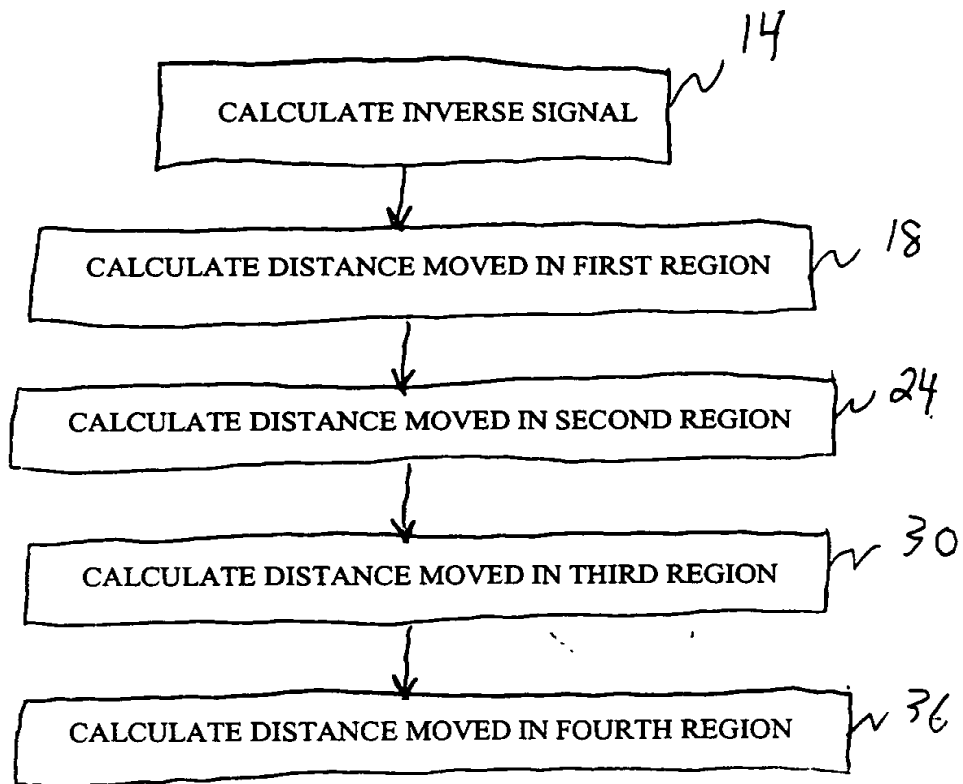 14
CALCULATE INVERSE SIGNAL
18
CALCULATE DISTANCE MOVED IN FIRST REGION
24
CALCULATE DISTANCE MOVED IN SECOND REGION
30
CALCULATE DISTANCE MOVED IN THIRD REGION
36
CALCULATE DISTANCE MOVED IN FOURTH REGION